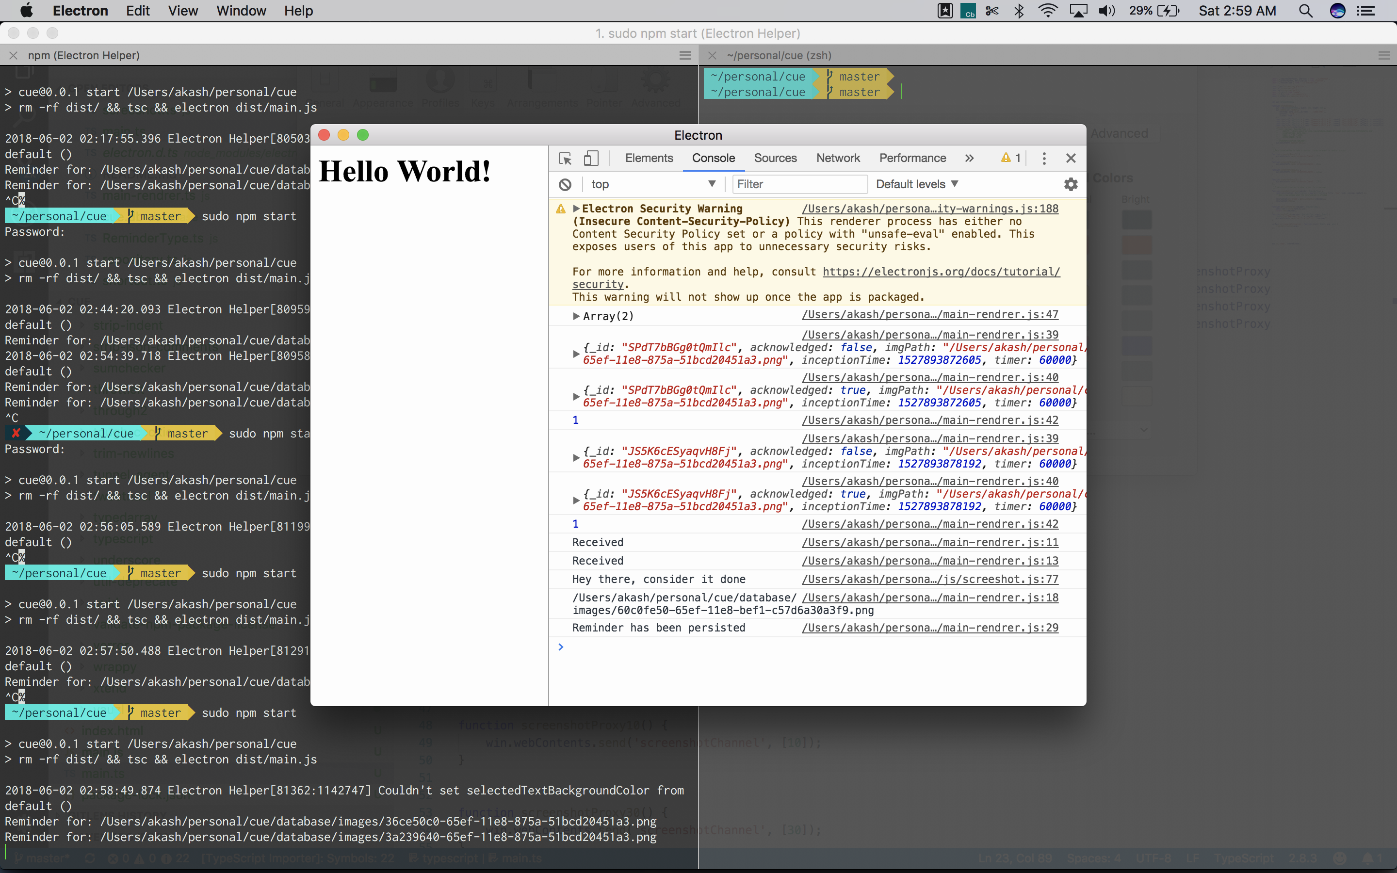 Electron Edit View Window Help
29% Sat 2:59 AM
1. sudo npm start (Electron Helper)
npm (Electron Helper)
~/personal/cue (zsh)
> cue@0.0.1 start /Users/akash/personal/cue
> rm -rf dist/ && tsc && electron dist/main.js
2018-06-02 02:17:55.396 Electron Helper[80503
default ()
Reminder for: /Users/akash/personal/cue/datab
Reminder for: /Users/akash/personal/cue/datab
^C%
~/personal/cue master sudo npm start
Password:
> cue@0.0.1 start /Users/akash/personal/cue
> rm -rf dist/ && tsc && electron dist/main.j
2018-06-02 02:44:20.093 Electron Helper[80959
default ()
Reminder for: /Users/akash/personal/cue/datab
2018-06-02 02:54:39.718 Electron Helper[80958
default ()
Reminder for: /Users/akash/personal/cue/datab
Reminder for: /Users/akash/personal/cue/datab
^C
✘ ~/personal/cue master sudo npm sta
Password:
> cue@0.0.1 start /Users/akash/personal/cue
> rm -rf dist/ && tsc && electron dist/main.j
2018-06-02 02:56:05.589 Electron Helper[81199
default ()
^C%
~/personal/cue master sudo npm start
> cue@0.0.1 start /Users/akash/personal/cue
> rm -rf dist/ && tsc && electron dist/main.j
2018-06-02 02:57:50.488 Electron Helper[81291
default ()
Reminder for: /Users/akash/personal/cue/datab
^C%
~/personal/cue master sudo npm start
> cue@0.0.1 start /Users/akash/personal/cue
> rm -rf dist/ && tsc && electron dist/main.js
2018-06-02 02:58:49.874 Electron Helper[81362:1142747] Couldn't set selectedTextBackgroundColor from
default ()
Reminder for: /Users/akash/personal/cue/database/images/36ce50c0-65ef-11e8-875a-51bcd20451a3.png
Reminder for: /Users/akash/personal/cue/database/images/3a239640-65ef-11e8-875a-51bcd20451a3.png
~/personal/cue master
~/personal/cue master
Electron
Hello World!
Elements Console Sources Network Performance » 1
top Filter Default levels
Electron Security Warning /Users/akash/persona…ity-warnings.js:188
(Insecure Content-Security-Policy) This renderer process has either no
Content Security Policy set or a policy with "unsafe-eval" enabled. This
exposes users of this app to unnecessary security risks.
For more information and help, consult https://electronjs.org/docs/tutorial/
security.
This warning will not show up once the app is packaged.
Array(2) /Users/akash/persona…/main-rendrer.js:47
/Users/akash/persona…/main-rendrer.js:39
{_id: "SPdT7bBGg0tQmIlc", acknowledged: false, imgPath: "/Users/akash/personal/
65ef-11e8-875a-51bcd20451a3.png", inceptionTime: 1527893872605, timer: 60000}
/Users/akash/persona…/main-rendrer.js:40
{_id: "SPdT7bBGg0tQmIlc", acknowledged: true, imgPath: "/Users/akash/personal/c
65ef-11e8-875a-51bcd20451a3.png", inceptionTime: 1527893872605, timer: 60000}
1 /Users/akash/persona…/main-rendrer.js:42
/Users/akash/persona…/main-rendrer.js:39
{_id: "JS5K6cESyaqvH8Fj", acknowledged: false, imgPath: "/Users/akash/personal/
65ef-11e8-875a-51bcd20451a3.png", inceptionTime: 1527893878192, timer: 60000}
/Users/akash/persona…/main-rendrer.js:40
{_id: "JS5K6cESyaqvH8Fj", acknowledged: true, imgPath: "/Users/akash/personal/c
65ef-11e8-875a-51bcd20451a3.png", inceptionTime: 1527893878192, timer: 60000}
1 /Users/akash/persona…/main-rendrer.js:42
Received /Users/akash/persona…/main-rendrer.js:11
Received /Users/akash/persona…/main-rendrer.js:13
Hey there, consider it done /Users/akash/persona…/js/screeshot.js:77
/Users/akash/personal/cue/database/ /Users/akash/persona…/main-rendrer.js:18
images/60c0fe50-65ef-11e8-bef1-c57d6a30a3f9.png
Reminder has been persisted /Users/akash/persona…/main-rendrer.js:29
Advanced
Colors
Bright
enshotProxy
enshotProxy
enshotProxy
enshotProxy
win.webContents.send('screenshotChannel', [15]);
Ln 23, Col 89 Spaces: 4 UTF-8 LF TypeScript 2.8.3